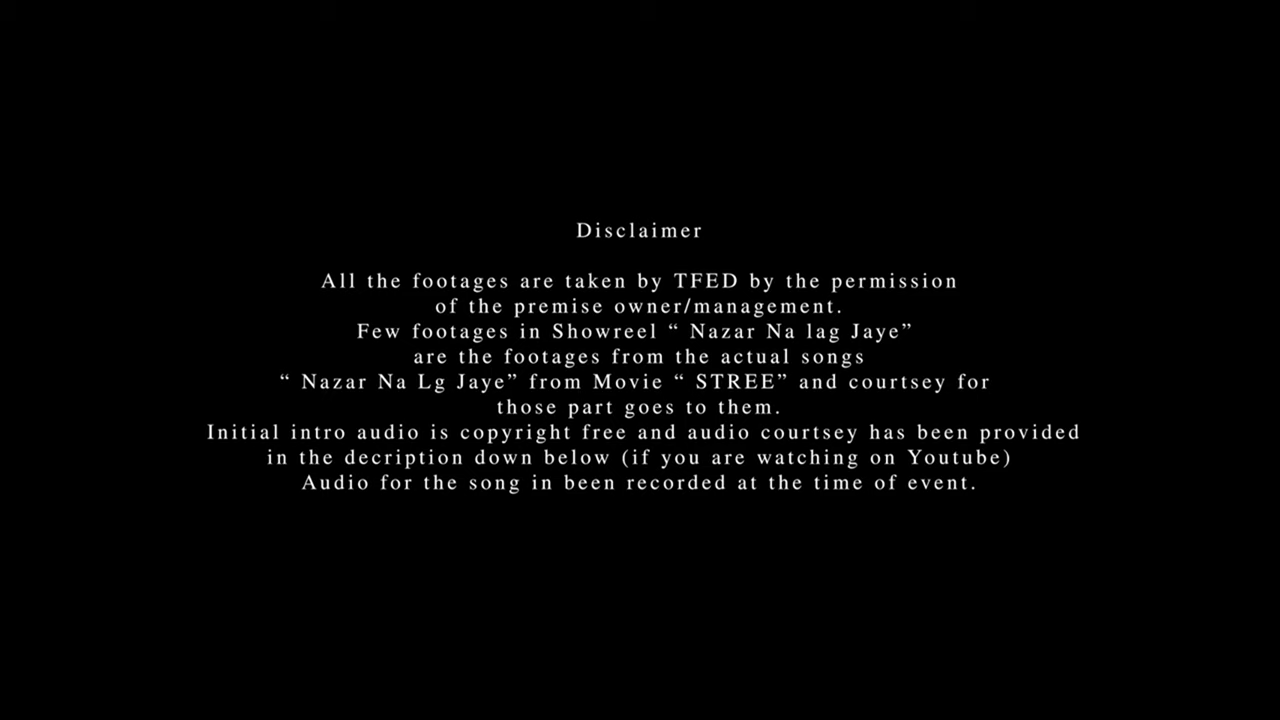 Disclaimer
All the footages are taken by TFED by the permission
of the premise owner/management.
Few footages in Showreel “ Nazar Na lag Jaye”
are the footages from the actual songs
“ Nazar Na Lg Jaye” from Movie “ STREE” and courtsey for
those part goes to them.
Initial intro audio is copyright free and audio courtsey has been provided
in the decription down below (if you are watching on Youtube)
Audio for the song in been recorded at the time of event.